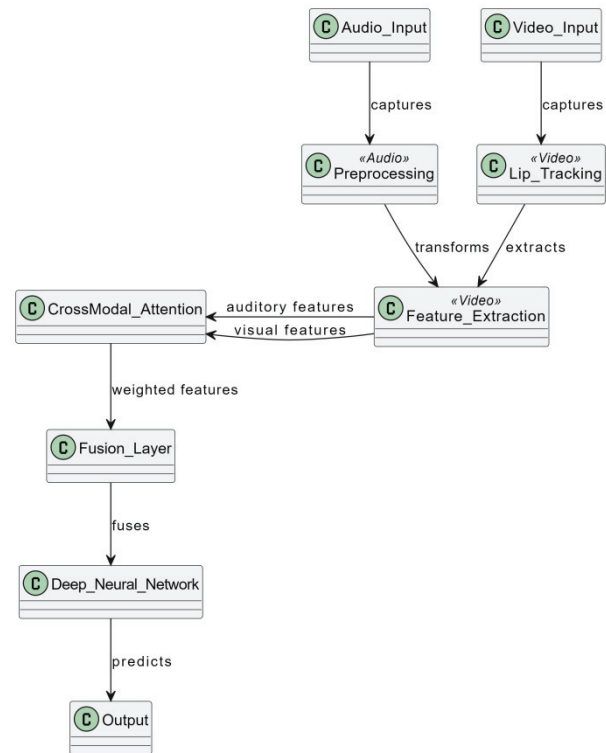 C Audio_Input
C Video_Input
captures
captures
C «Audio»
Preprocessing
C «Video»
Lip_Tracking
transforms
extracts
C «Video»
Feature_Extraction
C CrossModal_Attention
auditory features
visual features
weighted features
C Fusion_Layer
fuses
C Deep_Neural_Network
predicts
C Output